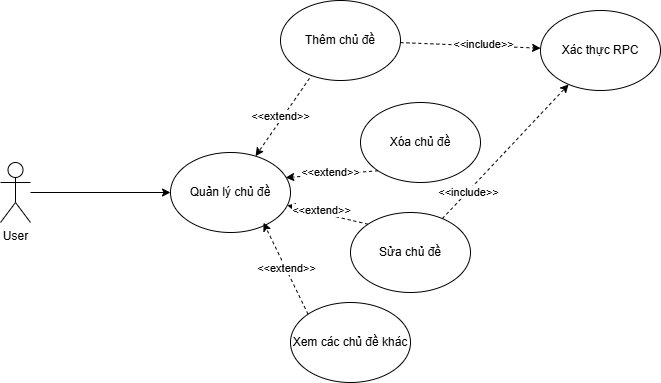 Thêm chủ đề
<<include>>
Xác thực RPC
<<extend>>
Xóa chủ đề
<<extend>>
Quản lý chủ đề
<<include>>
<<extend>>
User
Sửa chủ đề
<<extend>>
Xem các chủ đề khác